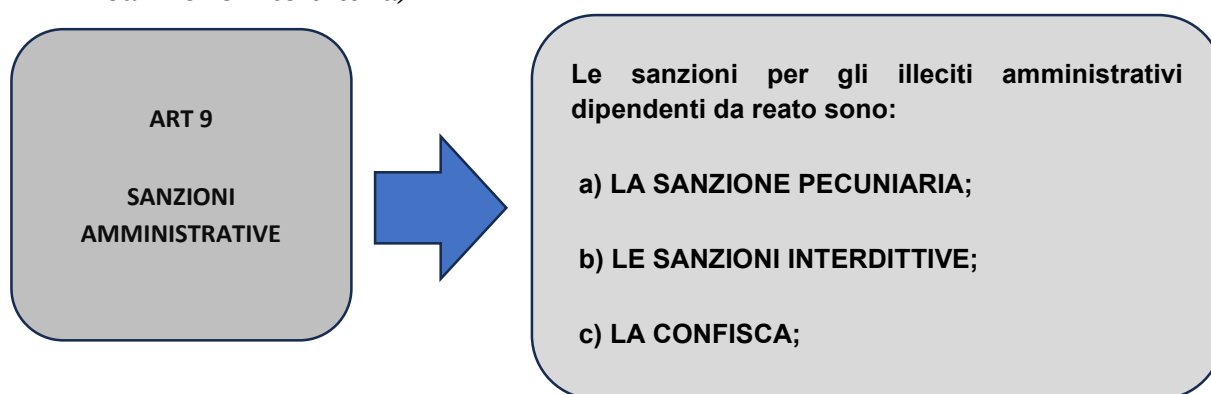 ART 9
SANZIONI
AMMINISTRATIVE
Le sanzioni per gli illeciti amministrativi
dipendenti da reato sono:
a) LA SANZIONE PECUNIARIA;
b) LE SANZIONI INTERDITTIVE;
c) LA CONFISCA;